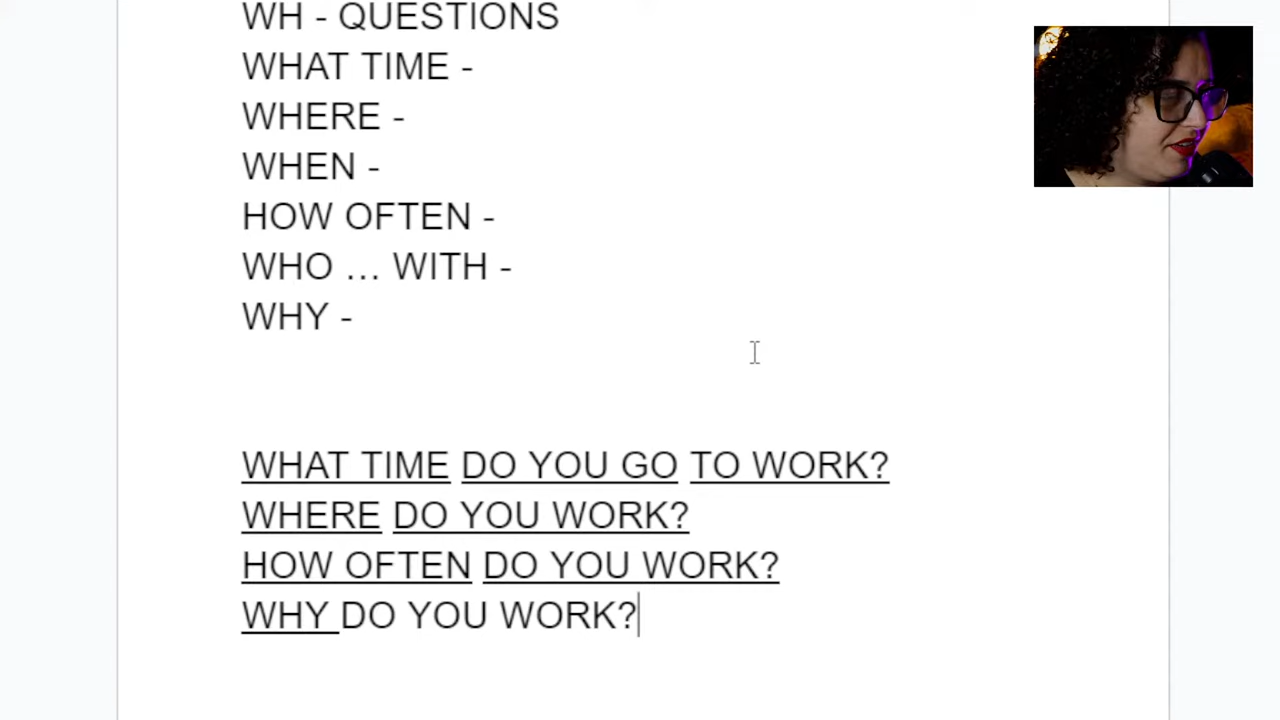 WH - QUESTIONS
WHAT TIME -
WHERE -
WHEN -
HOW OFTEN -
WHO … WITH -
WHY -
WHAT TIME DO YOU GO TO WORK?
WHERE DO YOU WORK?
HOW OFTEN DO YOU WORK?
WHY DO YOU WORK?